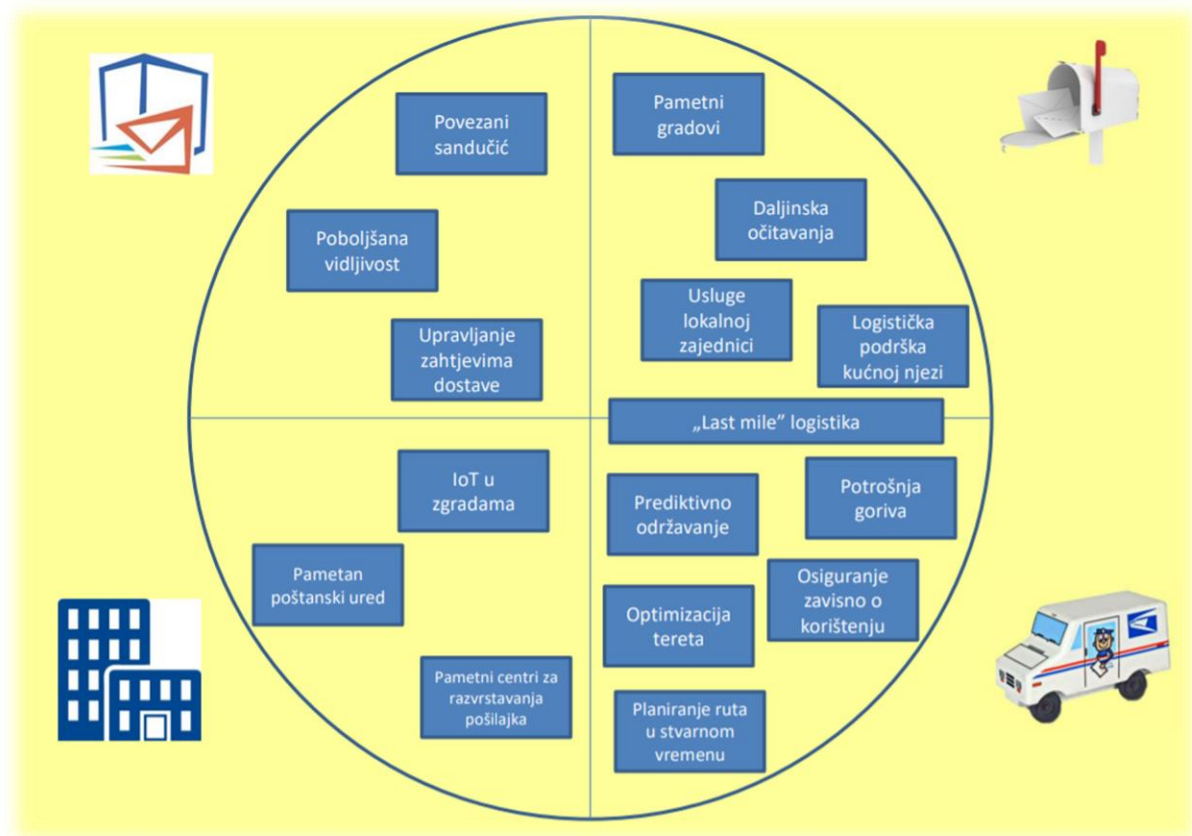 Povezani
sandučić
Poboljšana
vidljivost
Upravljanje
zahtjevima
dostave
Pametni
gradovi
Daljinska
očitavanja
Usluge
lokalnoj
zajednici
Logistička
podrška
kućnoj njezi
„Last mile” logistika
IoT u
zgradama
Pametan
poštanski ured
Pametni centri za
razvrstavanja
pošilajka
Prediktivno
održavanje
Potrošnja
goriva
Osiguranje
zavisno o
korištenju
Optimizacija
tereta
Planiranje ruta
u stvarnom
vremenu